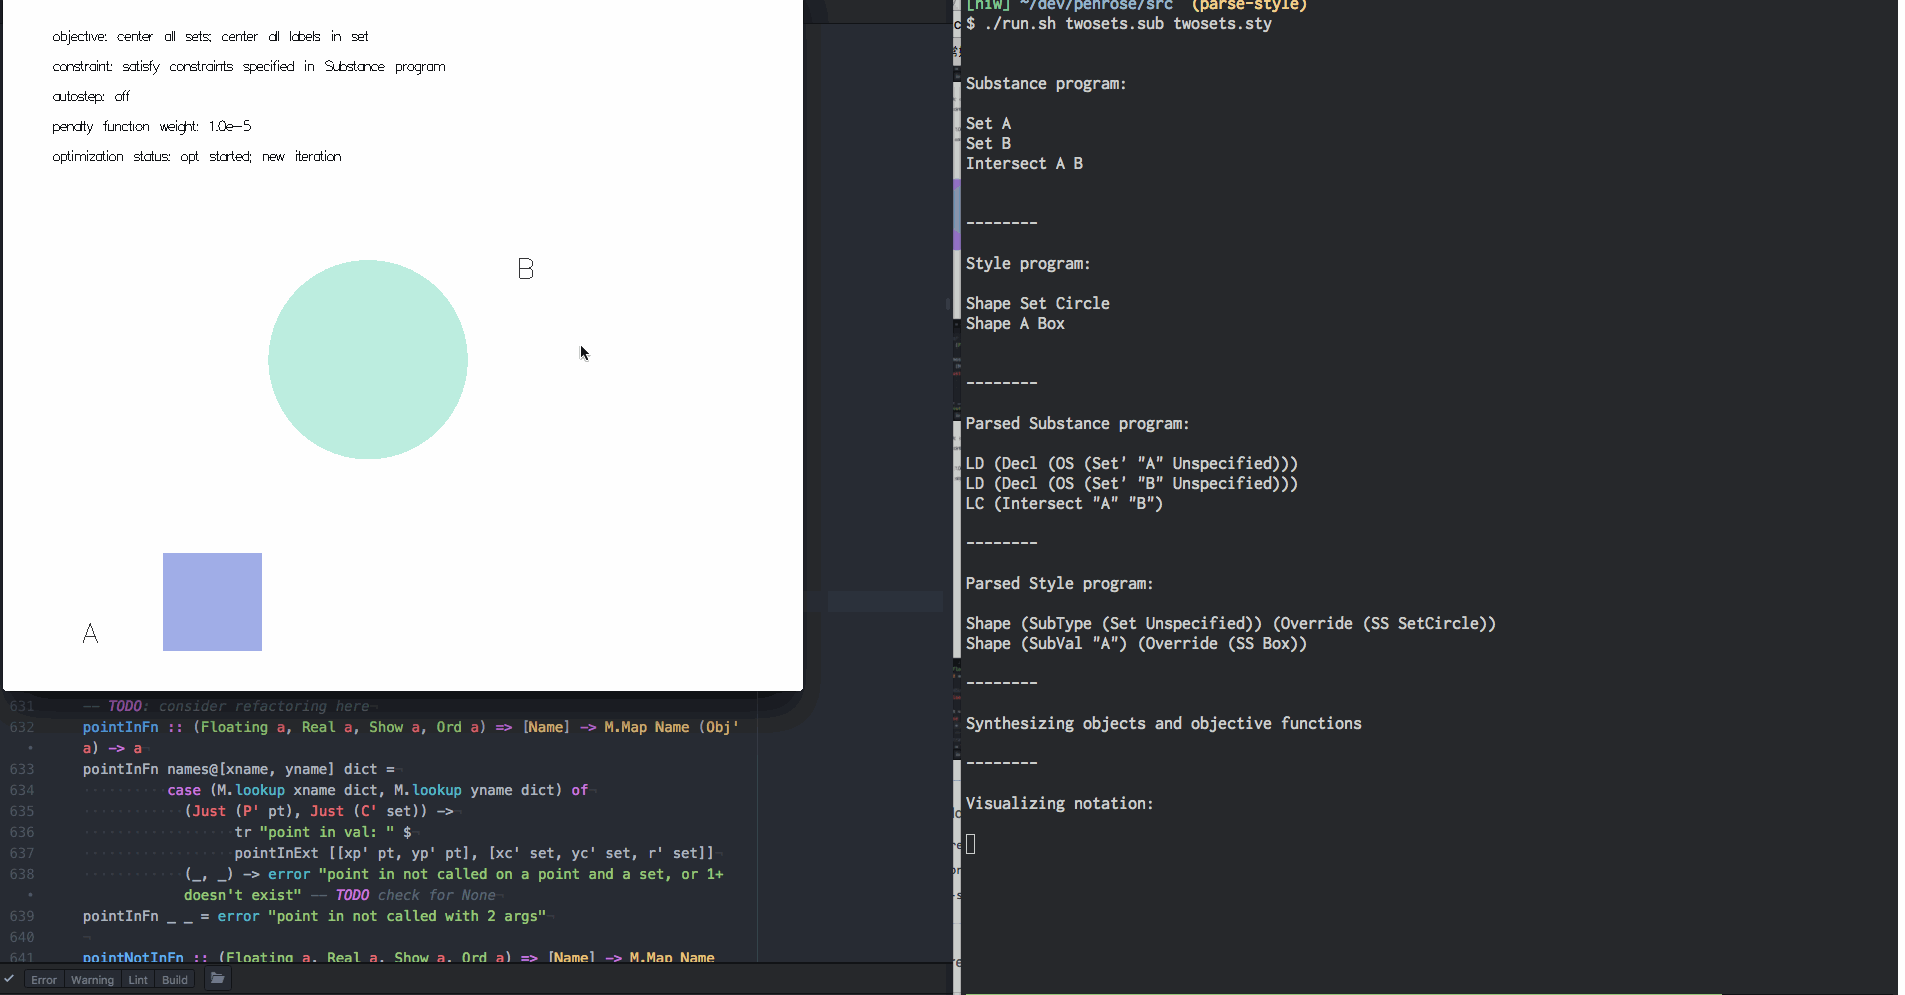 objective: center all sets; center all labels in set
constraint: satisfy constraints specified in Substance program
autostep: off
penalty function weight: 1.0e-5
optimization status: opt started; new iteration
B
A
631 -- TODO: consider refactoring here
632 pointInFn :: (Floating a, Real a, Show a, Ord a) => [Name] -> M.Map Name (Obj'
a) -> a
633 pointInFn names@[xname, yname] dict =
634 case (M.lookup xname dict, M.lookup yname dict) of
635 (Just (P' pt), Just (C' set)) ->
636 tr "point in val: " $
637 pointInExt [[xp' pt, yp' pt], [xc' set, yc' set, r' set]]
638 (_, _) -> error "point in not called on a point and a set, or 1+
doesn't exist" -- TODO check for None
639 pointInFn _ _ = error "point in not called with 2 args"
640
641 pointNotInFn :: (Floating a, Real a, Show a, Ord a) => [Name] -> M.Map Name
Error Warning Lint Build
[niw] ~/dev/penrose/src (parse-style)
$ ./run.sh twosets.sub twosets.sty
Substance program:
Set A
Set B
Intersect A B
--------
Style program:
Shape Set Circle
Shape A Box
--------
Parsed Substance program:
LD (Decl (OS (Set' "A" Unspecified)))
LD (Decl (OS (Set' "B" Unspecified)))
LC (Intersect "A" "B")
--------
Parsed Style program:
Shape (SubType (Set Unspecified)) (Override (SS SetCircle))
Shape (SubVal "A") (Override (SS Box))
--------
Synthesizing objects and objective functions
--------
Visualizing notation: